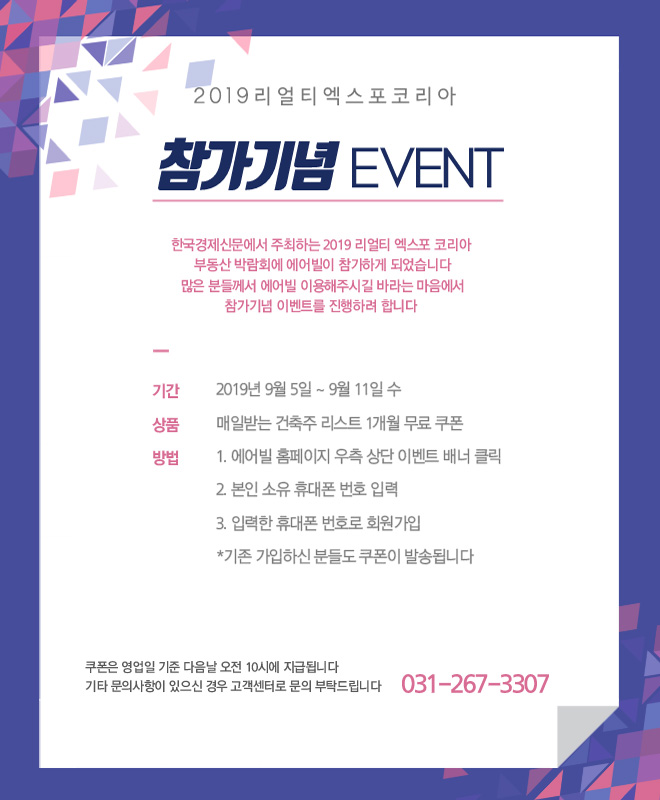 2019리얼티엑스포코리아
참가기념 EVENT
한국경제신문에서 주최하는 2019 리얼티 엑스포 코리아
부동산 박람회에 에어빌이 참가하게 되었습니다
많은 분들께서 에어빌 이용해주시길 바라는 마음에서
참가기념 이벤트를 진행하려 합니다
기간 2019년 9월 5일 ~ 9월 11일 수
상품 매일받는 건축주 리스트 1개월 무료 쿠폰
방법 1. 에어빌 홈페이지 우측 상단 이벤트 배너 클릭
2. 본인 소유 휴대폰 번호 입력
3. 입력한 휴대폰 번호로 회원가입
*기존 가입하신 분들도 쿠폰이 발송됩니다
쿠폰은 영업일 기준 다음날 오전 10시에 지급됩니다
기타 문의사항이 있으신 경우 고객센터로 문의 부탁드립니다 031-267-3307